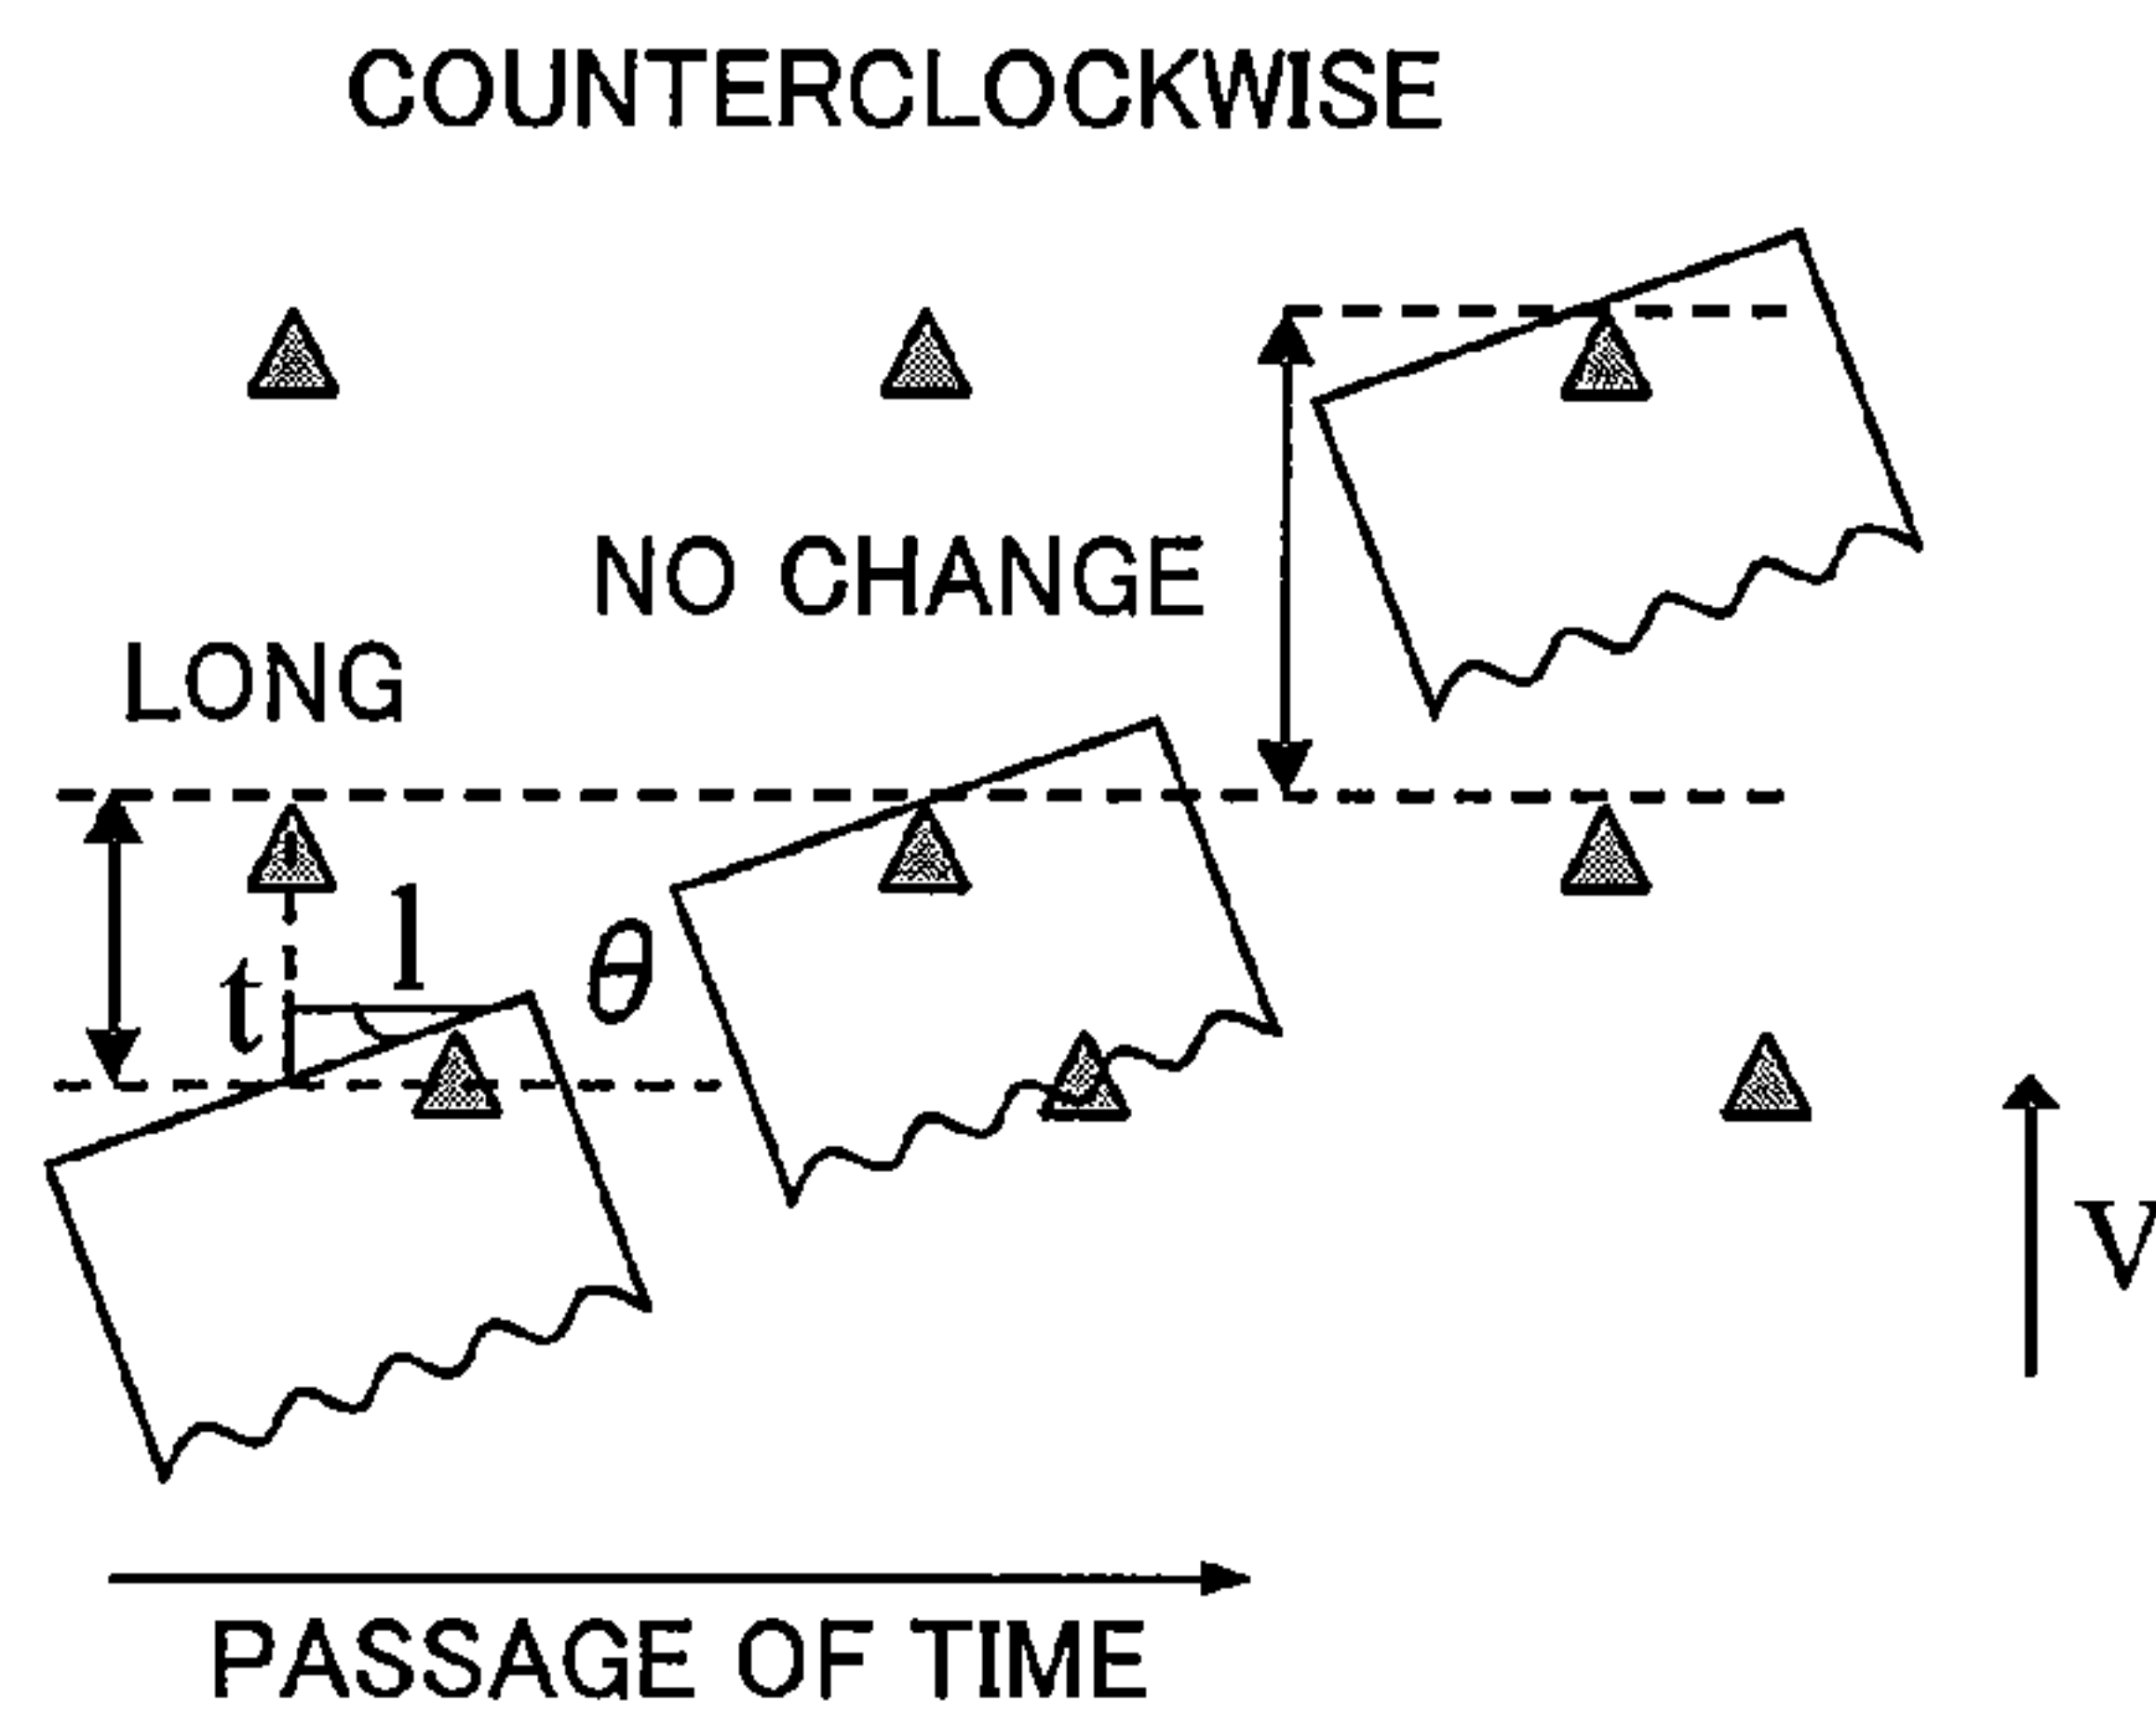 COUNTERCLOCKWISE
NO CHANGE
LONG
l
θ
t
V
PASSAGE OF TIME